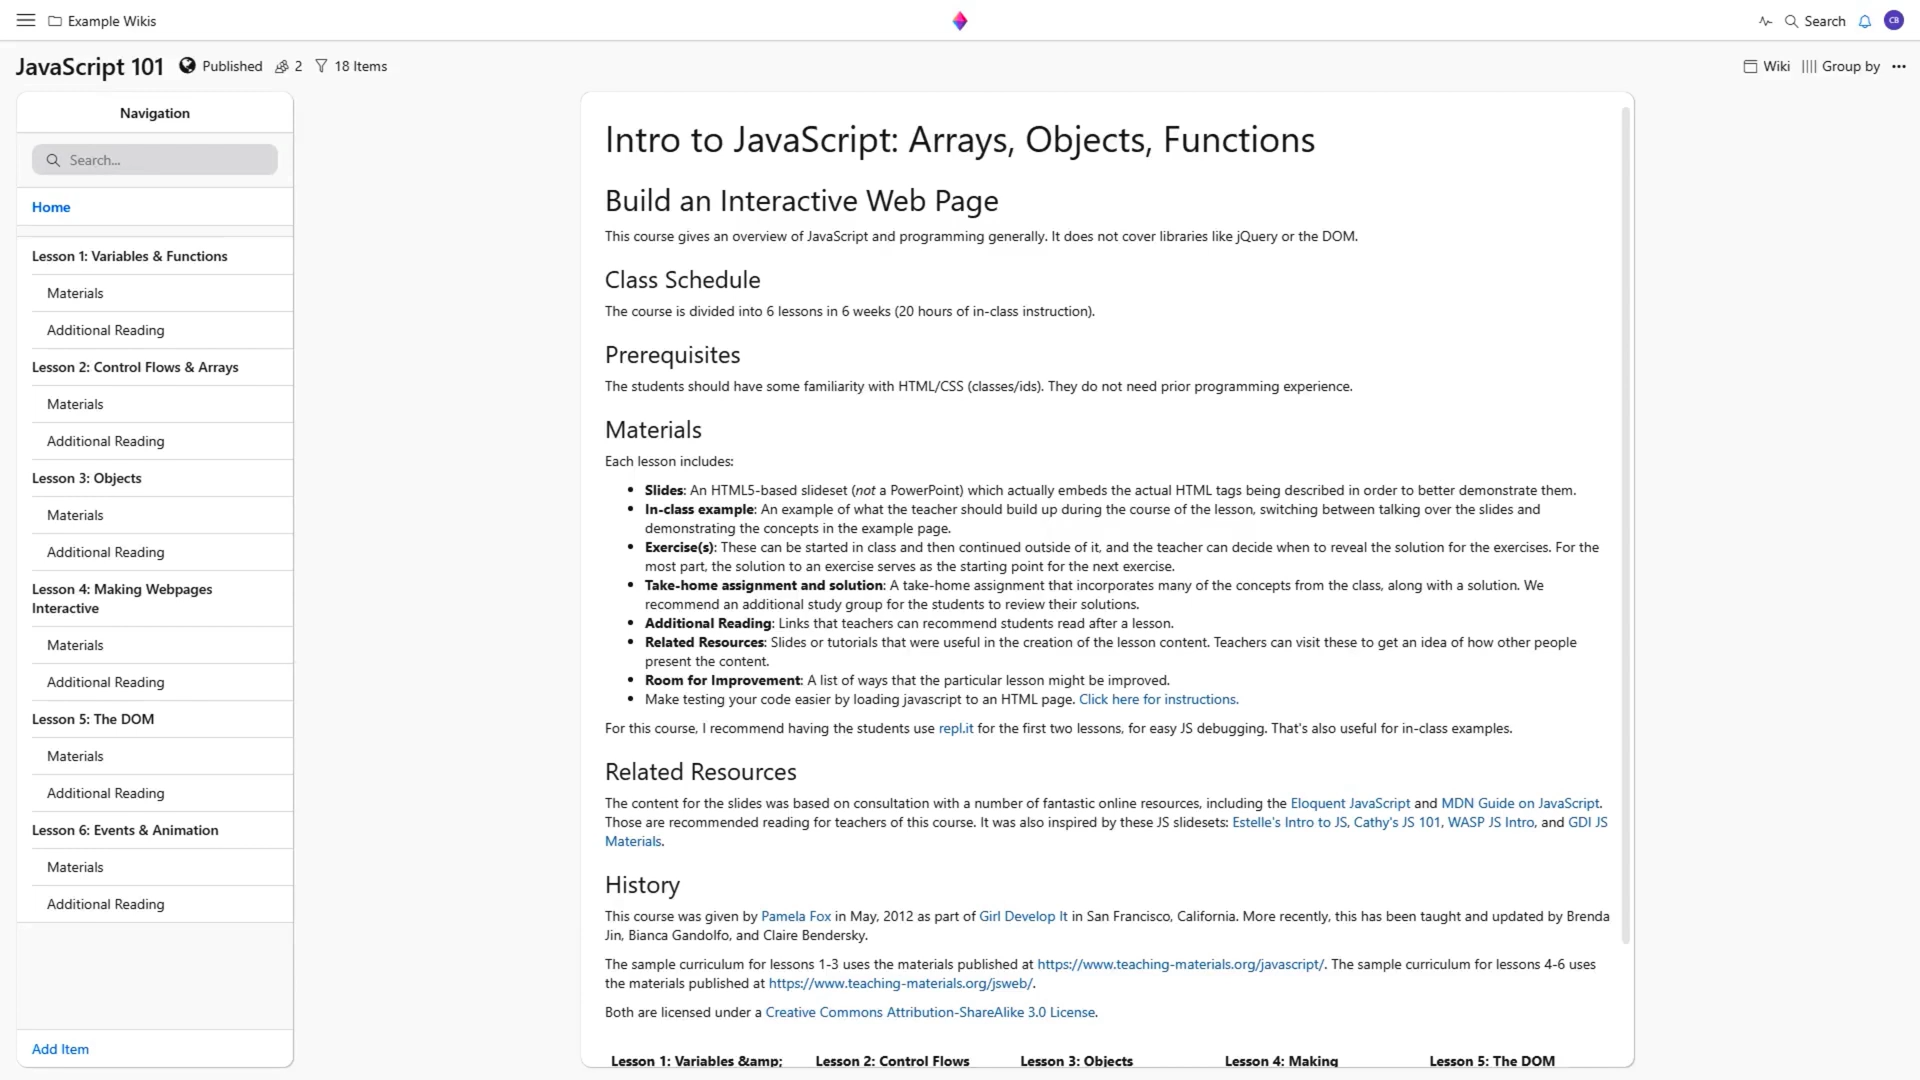 Example Wikis
Search
CB
JavaScript 101
Published
2
18 Items
Wiki
Group by
Navigation
Search...
Home
Lesson 1: Variables & Functions
Materials
Additional Reading
Lesson 2: Control Flows & Arrays
Materials
Additional Reading
Lesson 3: Objects
Materials
Additional Reading
Lesson 4: Making Webpages
Interactive
Materials
Additional Reading
Lesson 5: The DOM
Materials
Additional Reading
Lesson 6: Events & Animation
Materials
Additional Reading
Add Item
Intro to JavaScript: Arrays, Objects, Functions
Build an Interactive Web Page
This course gives an overview of JavaScript and programming generally. It does not cover libraries like jQuery or the DOM.
Class Schedule
The course is divided into 6 lessons in 6 weeks (20 hours of in-class instruction).
Prerequisites
The students should have some familiarity with HTML/CSS (classes/ids). They do not need prior programming experience.
Materials
Each lesson includes:
• Slides: An HTML5-based slideset (not a PowerPoint) which actually embeds the actual HTML tags being described in order to better demonstrate them.
• In-class example: An example of what the teacher should build up during the course of the lesson, switching between talking over the slides and
demonstrating the concepts in the example page.
• Exercise(s): These can be started in class and then continued outside of it, and the teacher can decide when to reveal the solution for the exercises. For the
most part, the solution to an exercise serves as the starting point for the next exercise.
• Take-home assignment and solution: A take-home assignment that incorporates many of the concepts from the class, along with a solution. We
recommend an additional study group for the students to review their solutions.
• Additional Reading: Links that teachers can recommend students read after a lesson.
• Related Resources: Slides or tutorials that were useful in the creation of the lesson content. Teachers can visit these to get an idea of how other people
present the content.
• Room for Improvement: A list of ways that the particular lesson might be improved.
• Make testing your code easier by loading javascript to an HTML page. Click here for instructions.
For this course, I recommend having the students use repl.it for the first two lessons, for easy JS debugging. That's also useful for in-class examples.
Related Resources
The content for the slides was based on consultation with a number of fantastic online resources, including the Eloquent JavaScript and MDN Guide on JavaScript.
Those are recommended reading for teachers of this course. It was also inspired by these JS slidesets: Estelle's Intro to JS, Cathy's JS 101, WASP JS Intro, and GDI JS
Materials.
History
This course was given by Pamela Fox in May, 2012 as part of Girl Develop It in San Francisco, California. More recently, this has been taught and updated by Brenda
Jin, Bianca Gandolfo, and Claire Bendersky.
The sample curriculum for lessons 1-3 uses the materials published at https://www.teaching-materials.org/javascript/. The sample curriculum for lessons 4-6 uses
the materials published at https://www.teaching-materials.org/jsweb/.
Both are licensed under a Creative Commons Attribution-ShareAlike 3.0 License.
Lesson 1: Variables &amp; Lesson 2: Control Flows Lesson 3: Objects Lesson 4: Making Lesson 5: The DOM